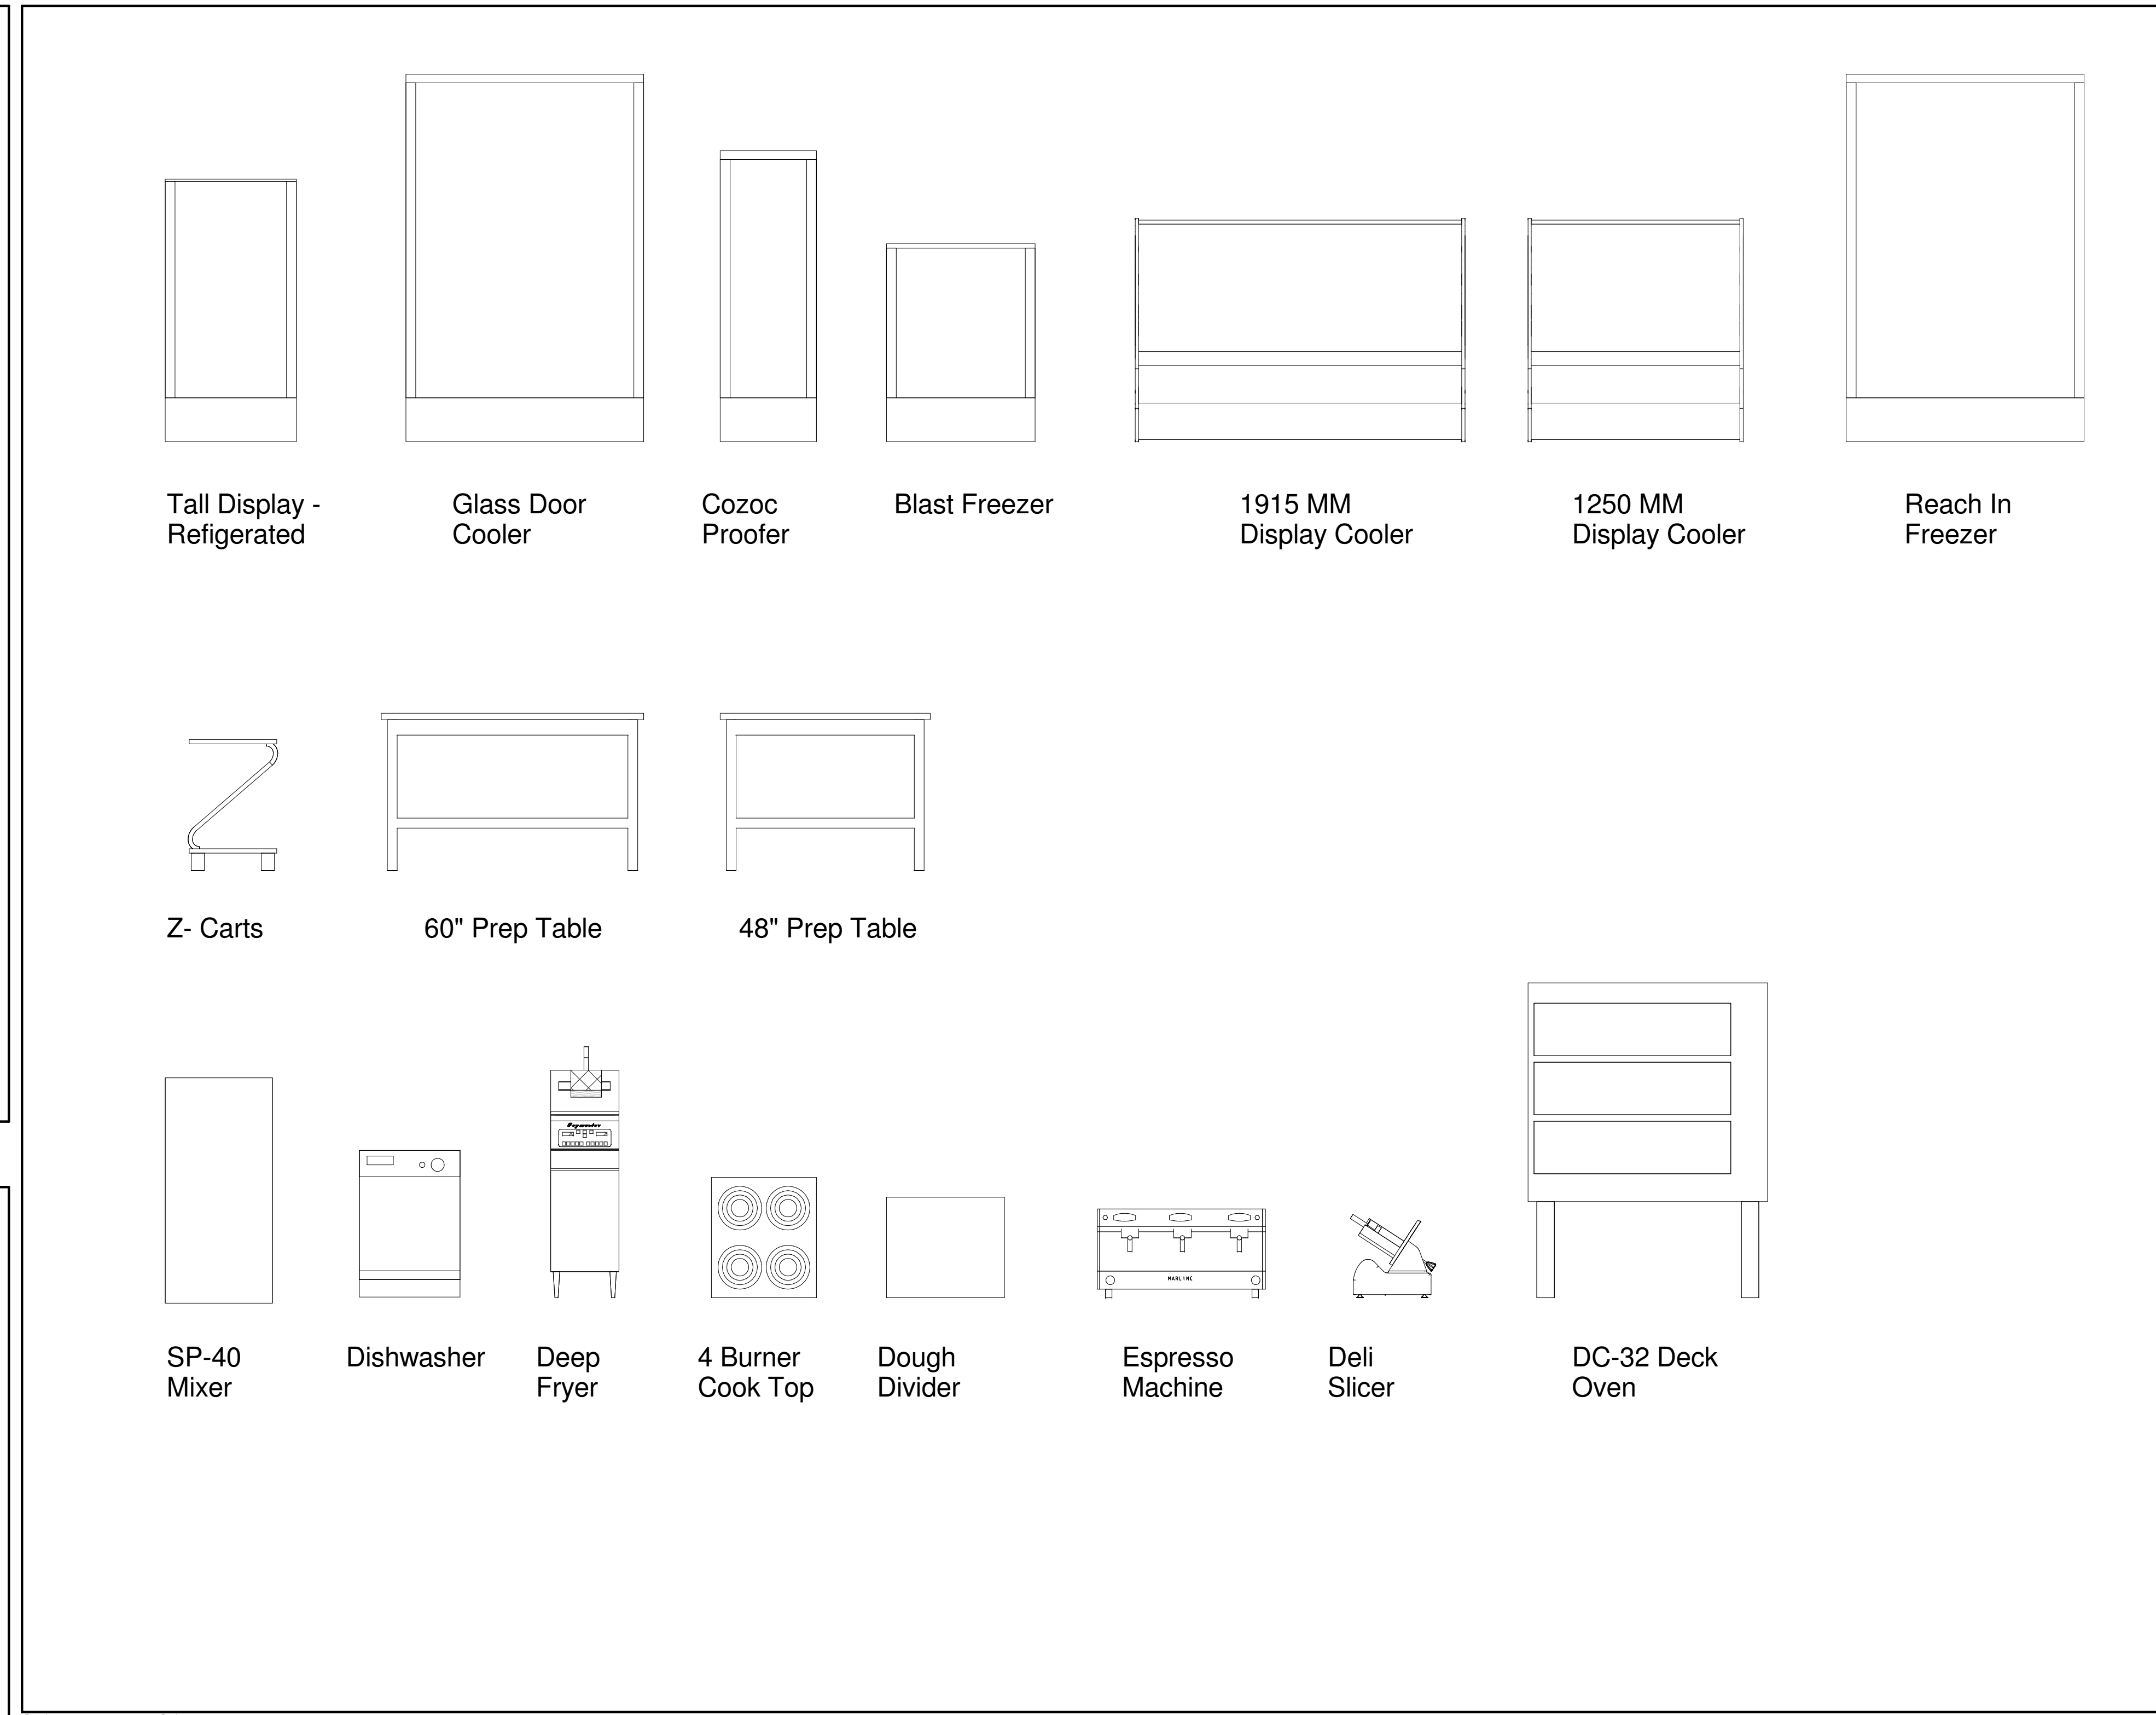 Tall Display -
Refigerated
Glass Door
Cooler
Cozoc
Proofer
Blast Freezer
1915 MM
Display Cooler
1250 MM
Display Cooler
Reach In
Freezer
Z- Carts
60" Prep Table
48" Prep Table
MARLINC
SP-40
Mixer
Dishwasher
Deep
Fryer
4 Burner
Cook Top
Dough
Divider
Espresso
Machine
Deli
Slicer
DC-32 Deck
Oven